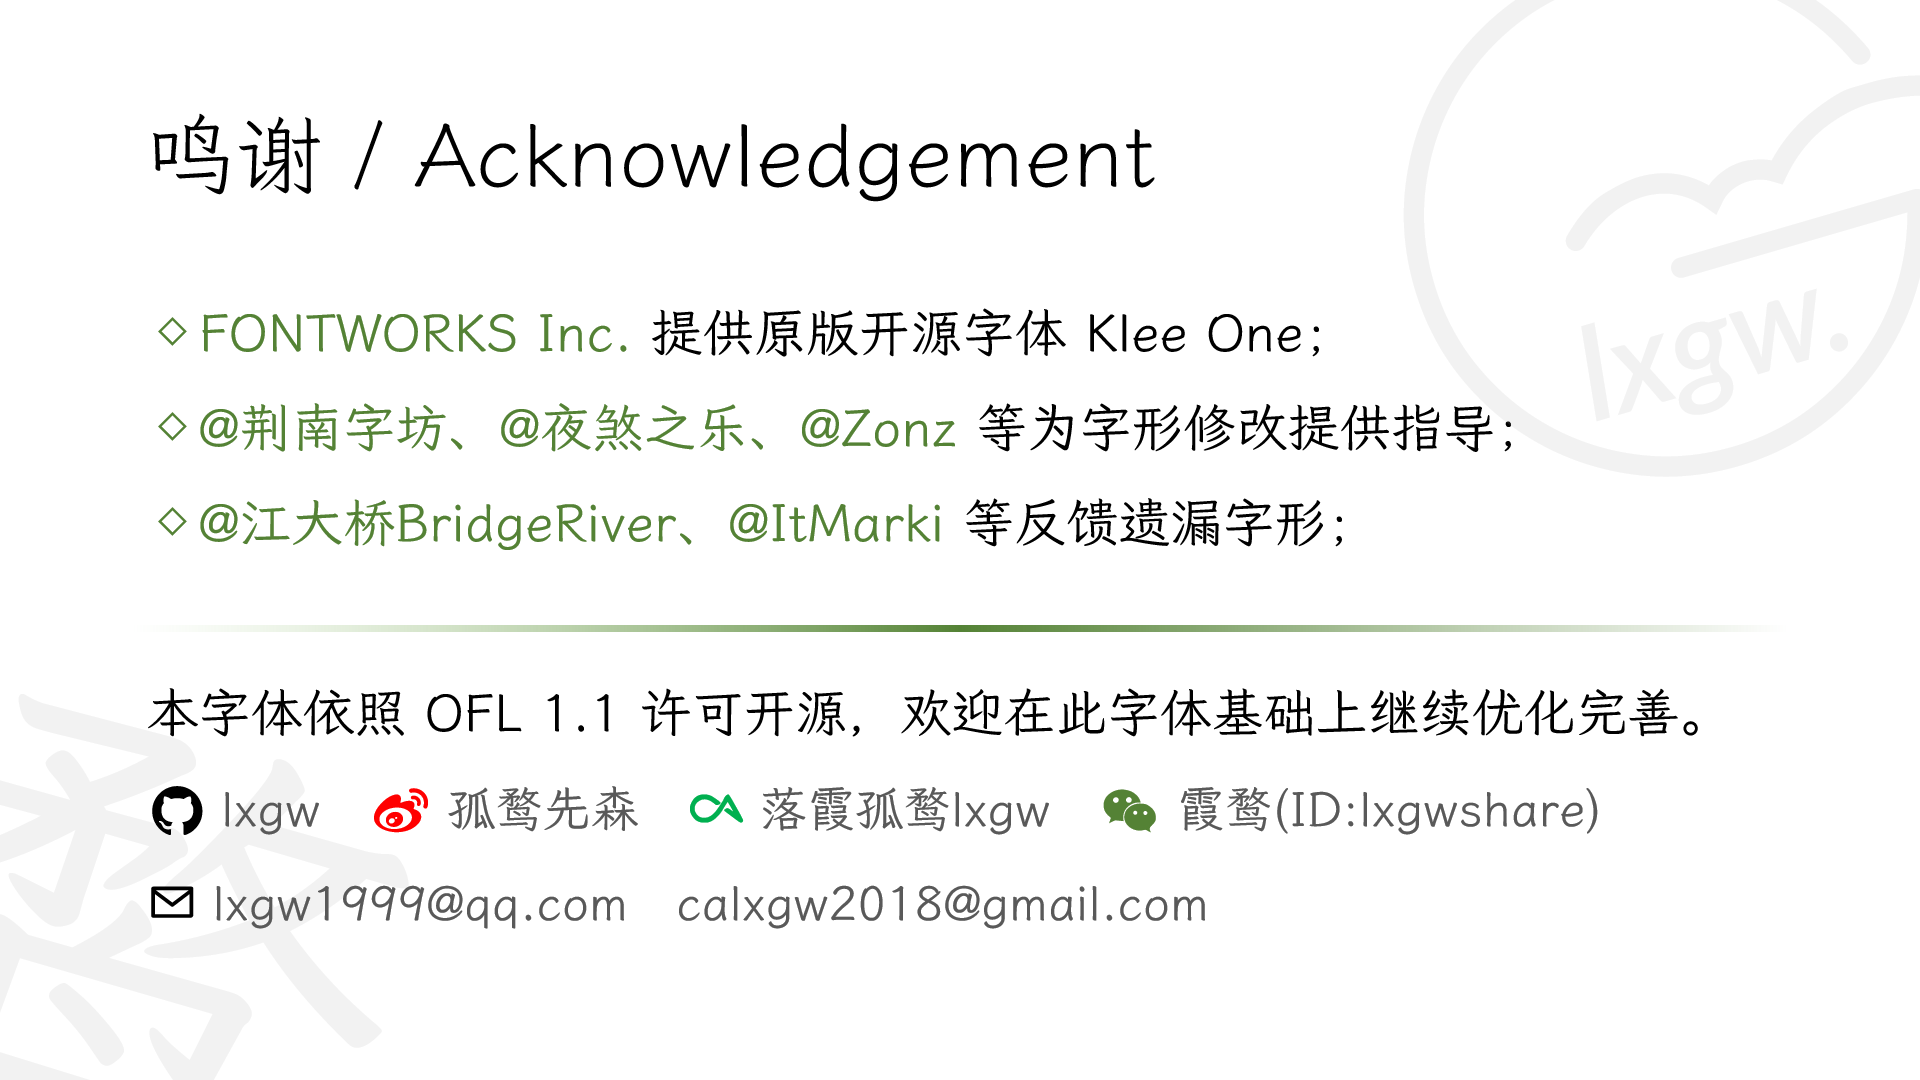 鸣谢 / Acknowledgement
lxgw.
◇FONTWORKS Inc. 提供原版开源字体 Klee One；
◇@荆南字坊、@夜煞之乐、@Zonz 等为字形修改提供指导；
◇@江大桥BridgeRiver、@ItMarki 等反馈遗漏字形；
本字体依照 OFL 1.1 许可开源，欢迎在此字体基础上继续优化完善。
lxgw 孤鹜先森 落霞孤鹜lxgw 霞鹜(ID:lxgwshare)
lxgw1999@qq.com calxgw2018@gmail.com